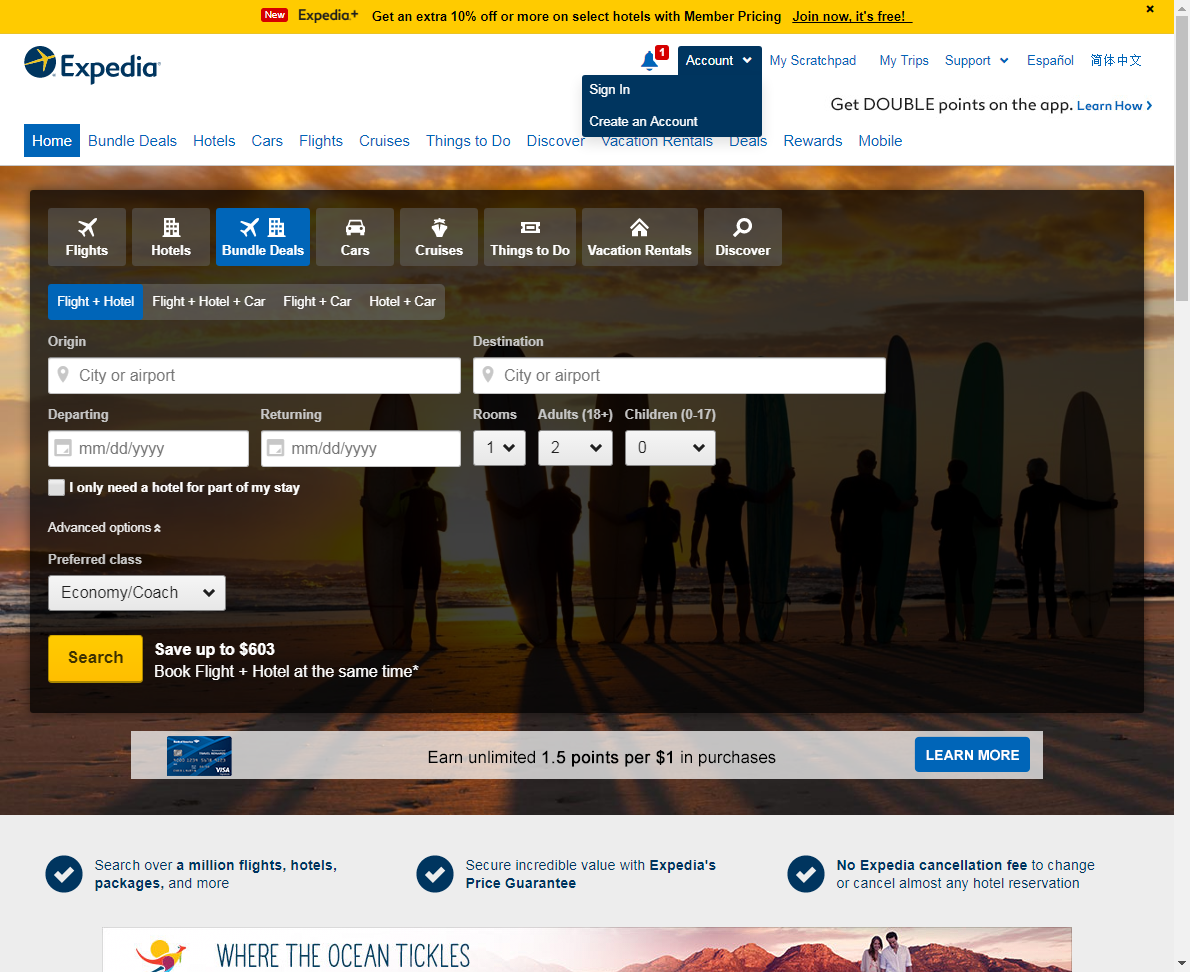 New Expedia+ Get an extra 10% off or more on select hotels with Member Pricing Join now, it's free!
Expedia
1 Account My Scratchpad My Trips Support Español 简体中文
Sign In
Create an Account
Get DOUBLE points on the app. Learn How
Home Bundle Deals Hotels Cars Flights Cruises Things to Do Discover Vacation Rentals Deals Rewards Mobile
Flights Hotels Bundle Deals Cars Cruises Things to Do Vacation Rentals Discover
Flight + Hotel Flight + Hotel + Car Flight + Car Hotel + Car
Origin Destination
City or airport City or airport
Departing Returning Rooms Adults (18+) Children (0-17)
mm/dd/yyyy mm/dd/yyyy 1 2 0
I only need a hotel for part of my stay
Advanced options
Preferred class
Economy/Coach
Search
Save up to $603
Book Flight + Hotel at the same time*
VISA
Earn unlimited 1.5 points per $1 in purchases
LEARN MORE
Search over a million flights, hotels,
packages, and more
Secure incredible value with Expedia's
Price Guarantee
No Expedia cancellation fee to change
or cancel almost any hotel reservation
WHERE THE OCEAN TICKLES